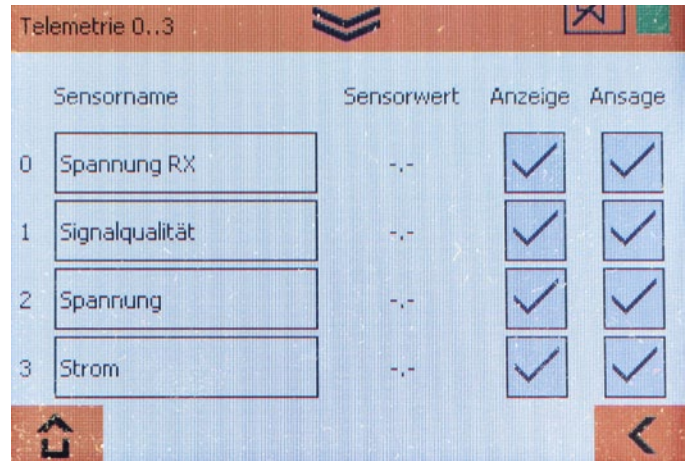 Telemetrie 0..3
Sensorname Sensorwert Anzeige Ansage
0 Spannung RX -.-
1 Signalqualität -.-
2 Spannung -.-
3 Strom -.-